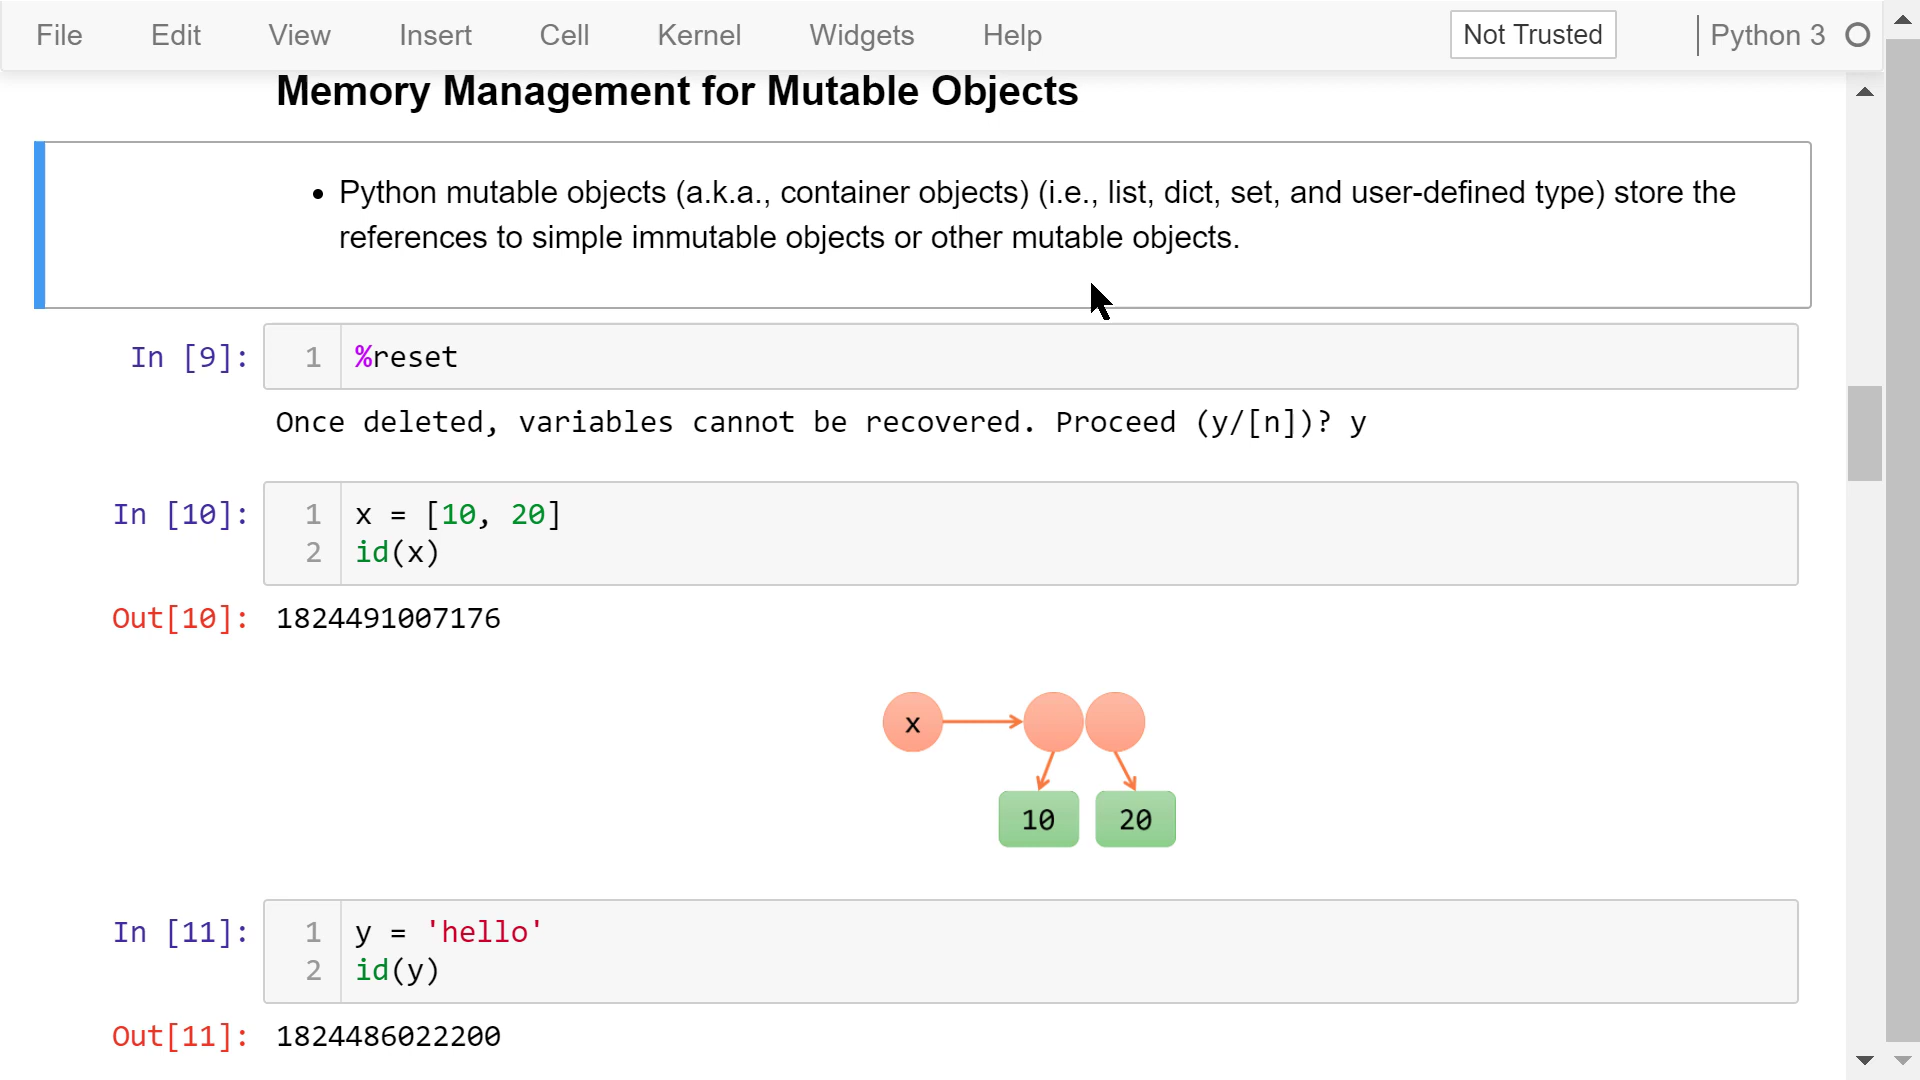 File Edit View Insert Cell Kernel Widgets Help Not Trusted Python 3
Memory Management for Mutable Objects
• Python mutable objects (a.k.a., container objects) (i.e., list, dict, set, and user-defined type) store the
references to simple immutable objects or other mutable objects.
In [9]: 1 %reset
Once deleted, variables cannot be recovered. Proceed (y/[n])? y
In [10]: 1 x = [10, 20]
2 id(x)
Out[10]: 1824491007176
x
10 20
In [11]: 1 y = 'hello'
2 id(y)
Out[11]: 1824486022200